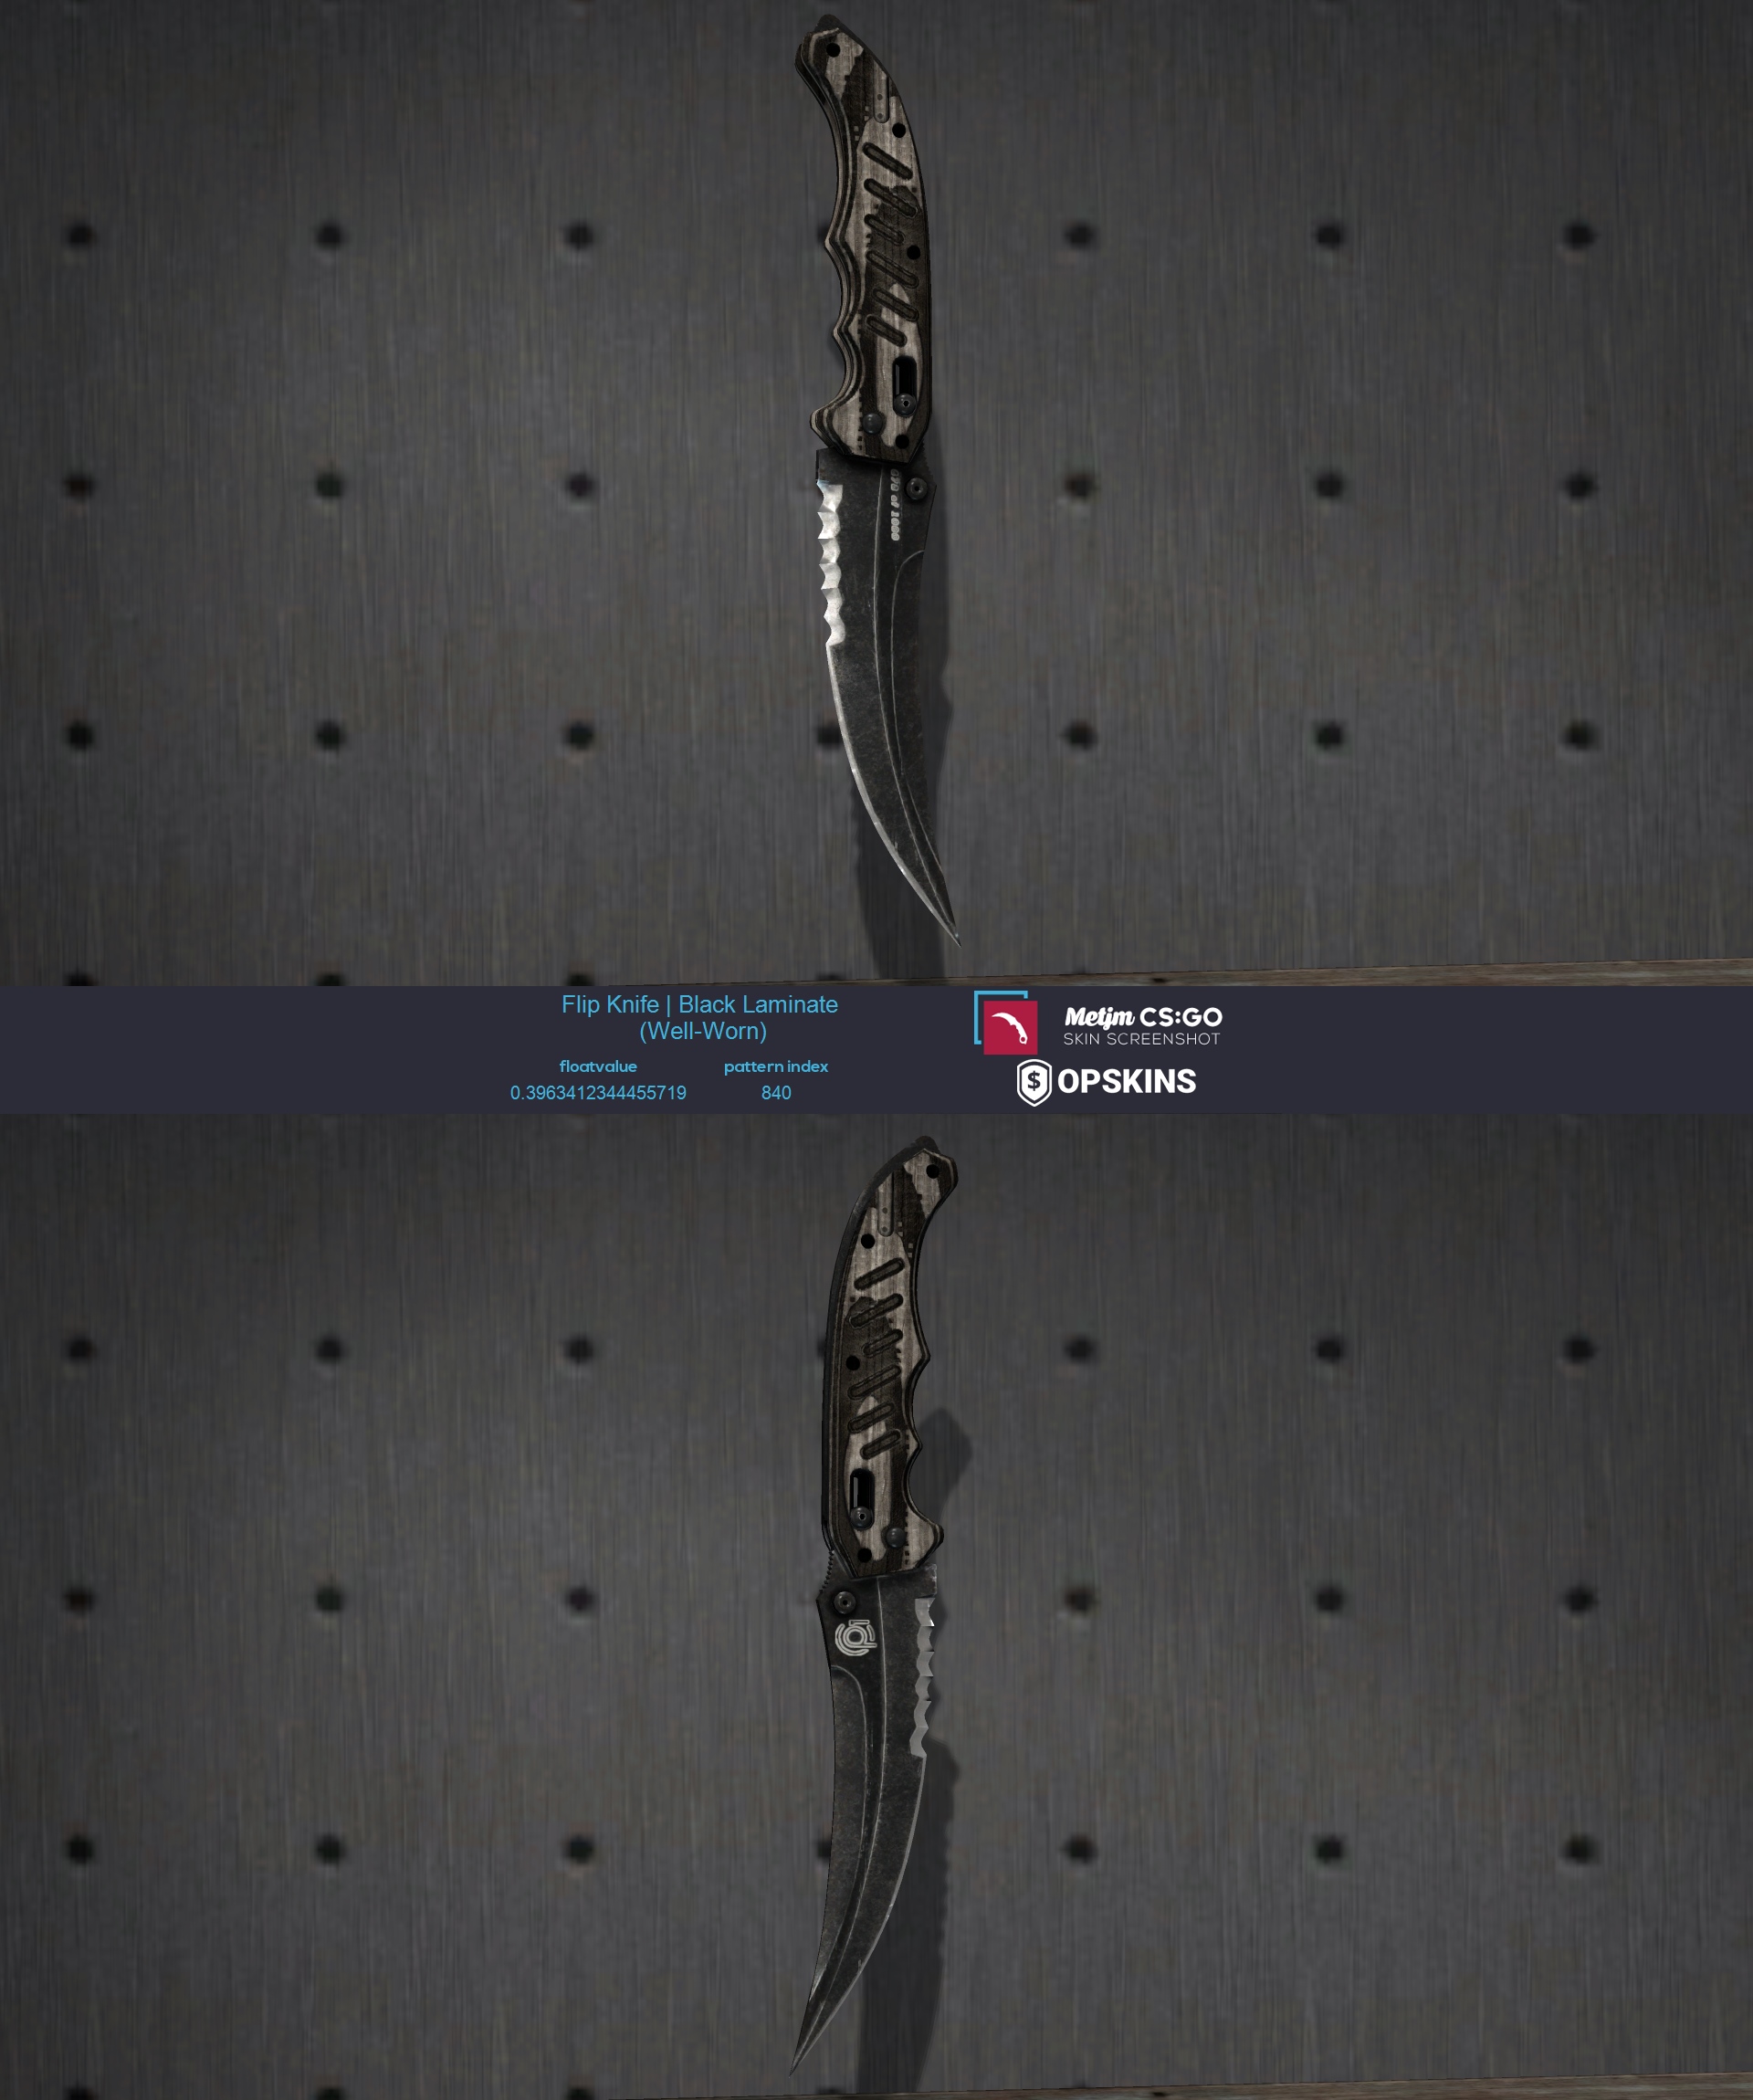 Flip Knife | Black Laminate
(Well-Worn)
floatvalue
pattern index
0.3963412344455719
840
Metjm CS:GO
SKIN SCREENSHOT
OPSKINS